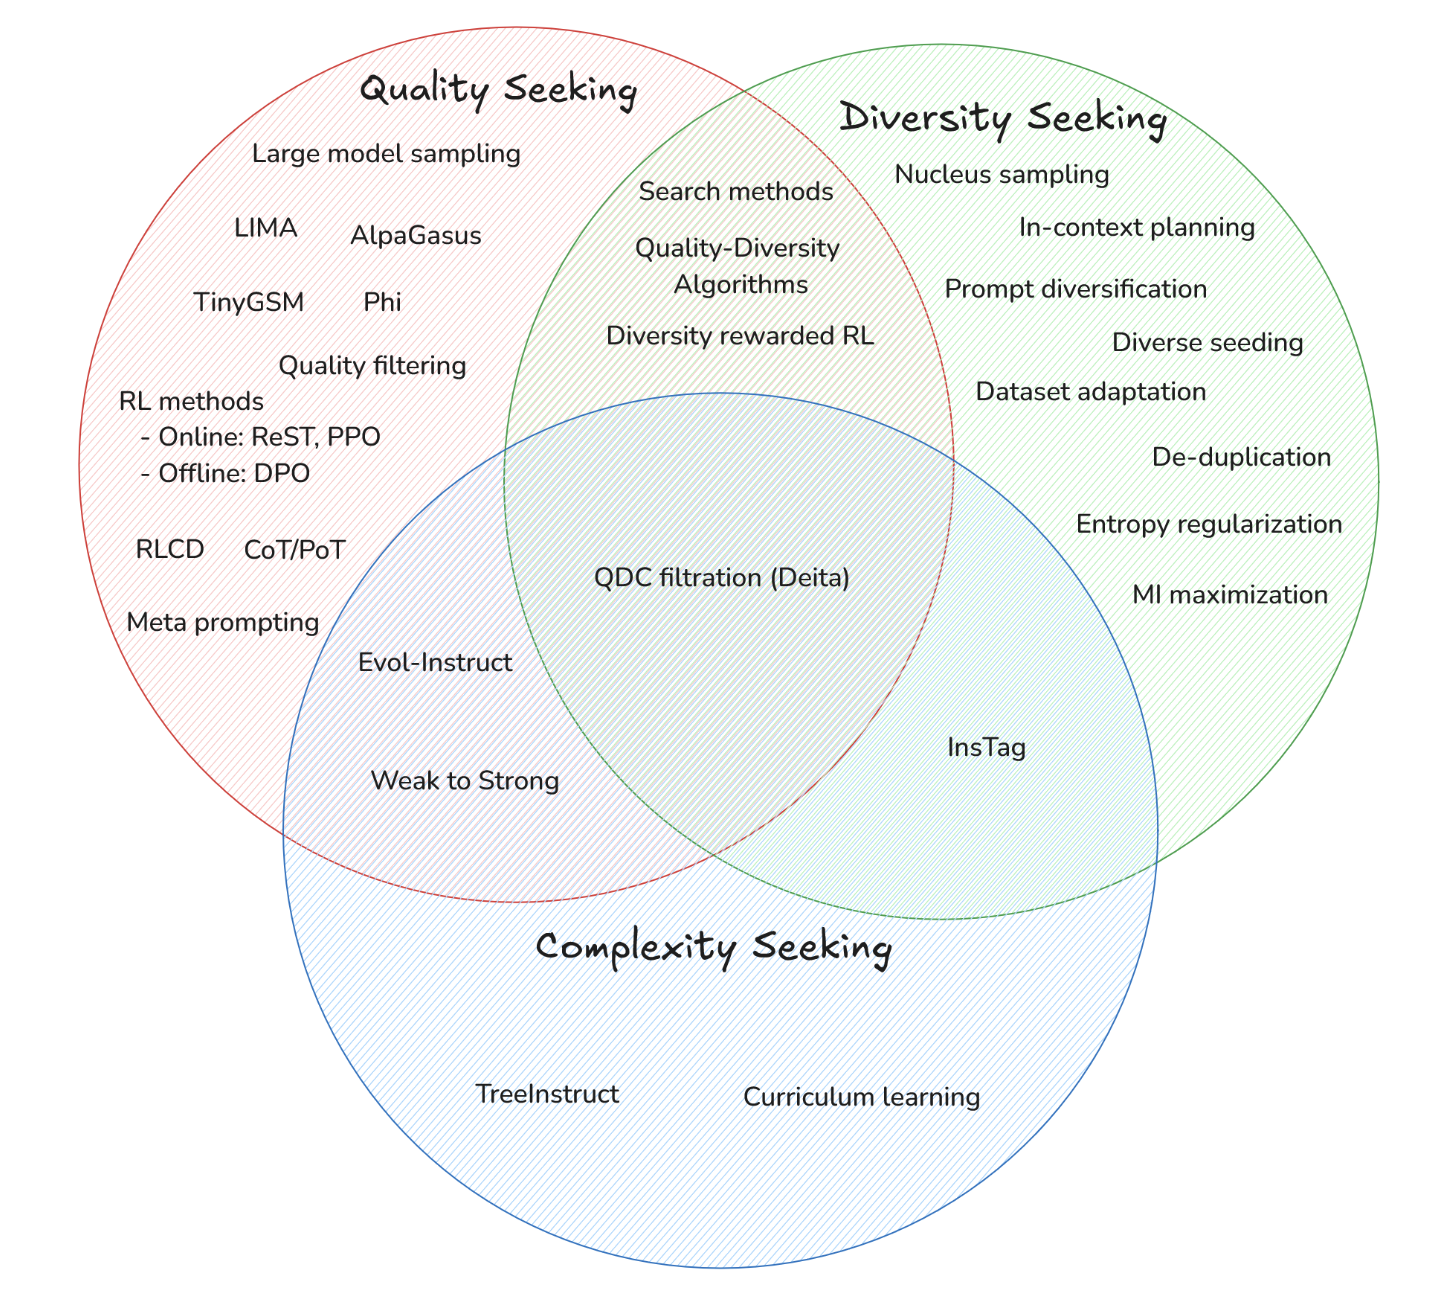 Quality Seeking
Large model sampling
LIMA
AlpaGasus
TinyGSM
Phi
Quality filtering
RL methods
- Online: ReST, PPO
- Offline: DPO
RLCD
CoT/PoT
Meta prompting
Search methods
Quality-Diversity
Algorithms
Diversity rewarded RL
Diversity Seeking
Nucleus sampling
In-context planning
Prompt diversification
Diverse seeding
Dataset adaptation
De-duplication
Entropy regularization
MI maximization
QDC filtration (Deita)
Evol-Instruct
Weak to Strong
InsTag
Complexity Seeking
TreeInstruct
Curriculum learning